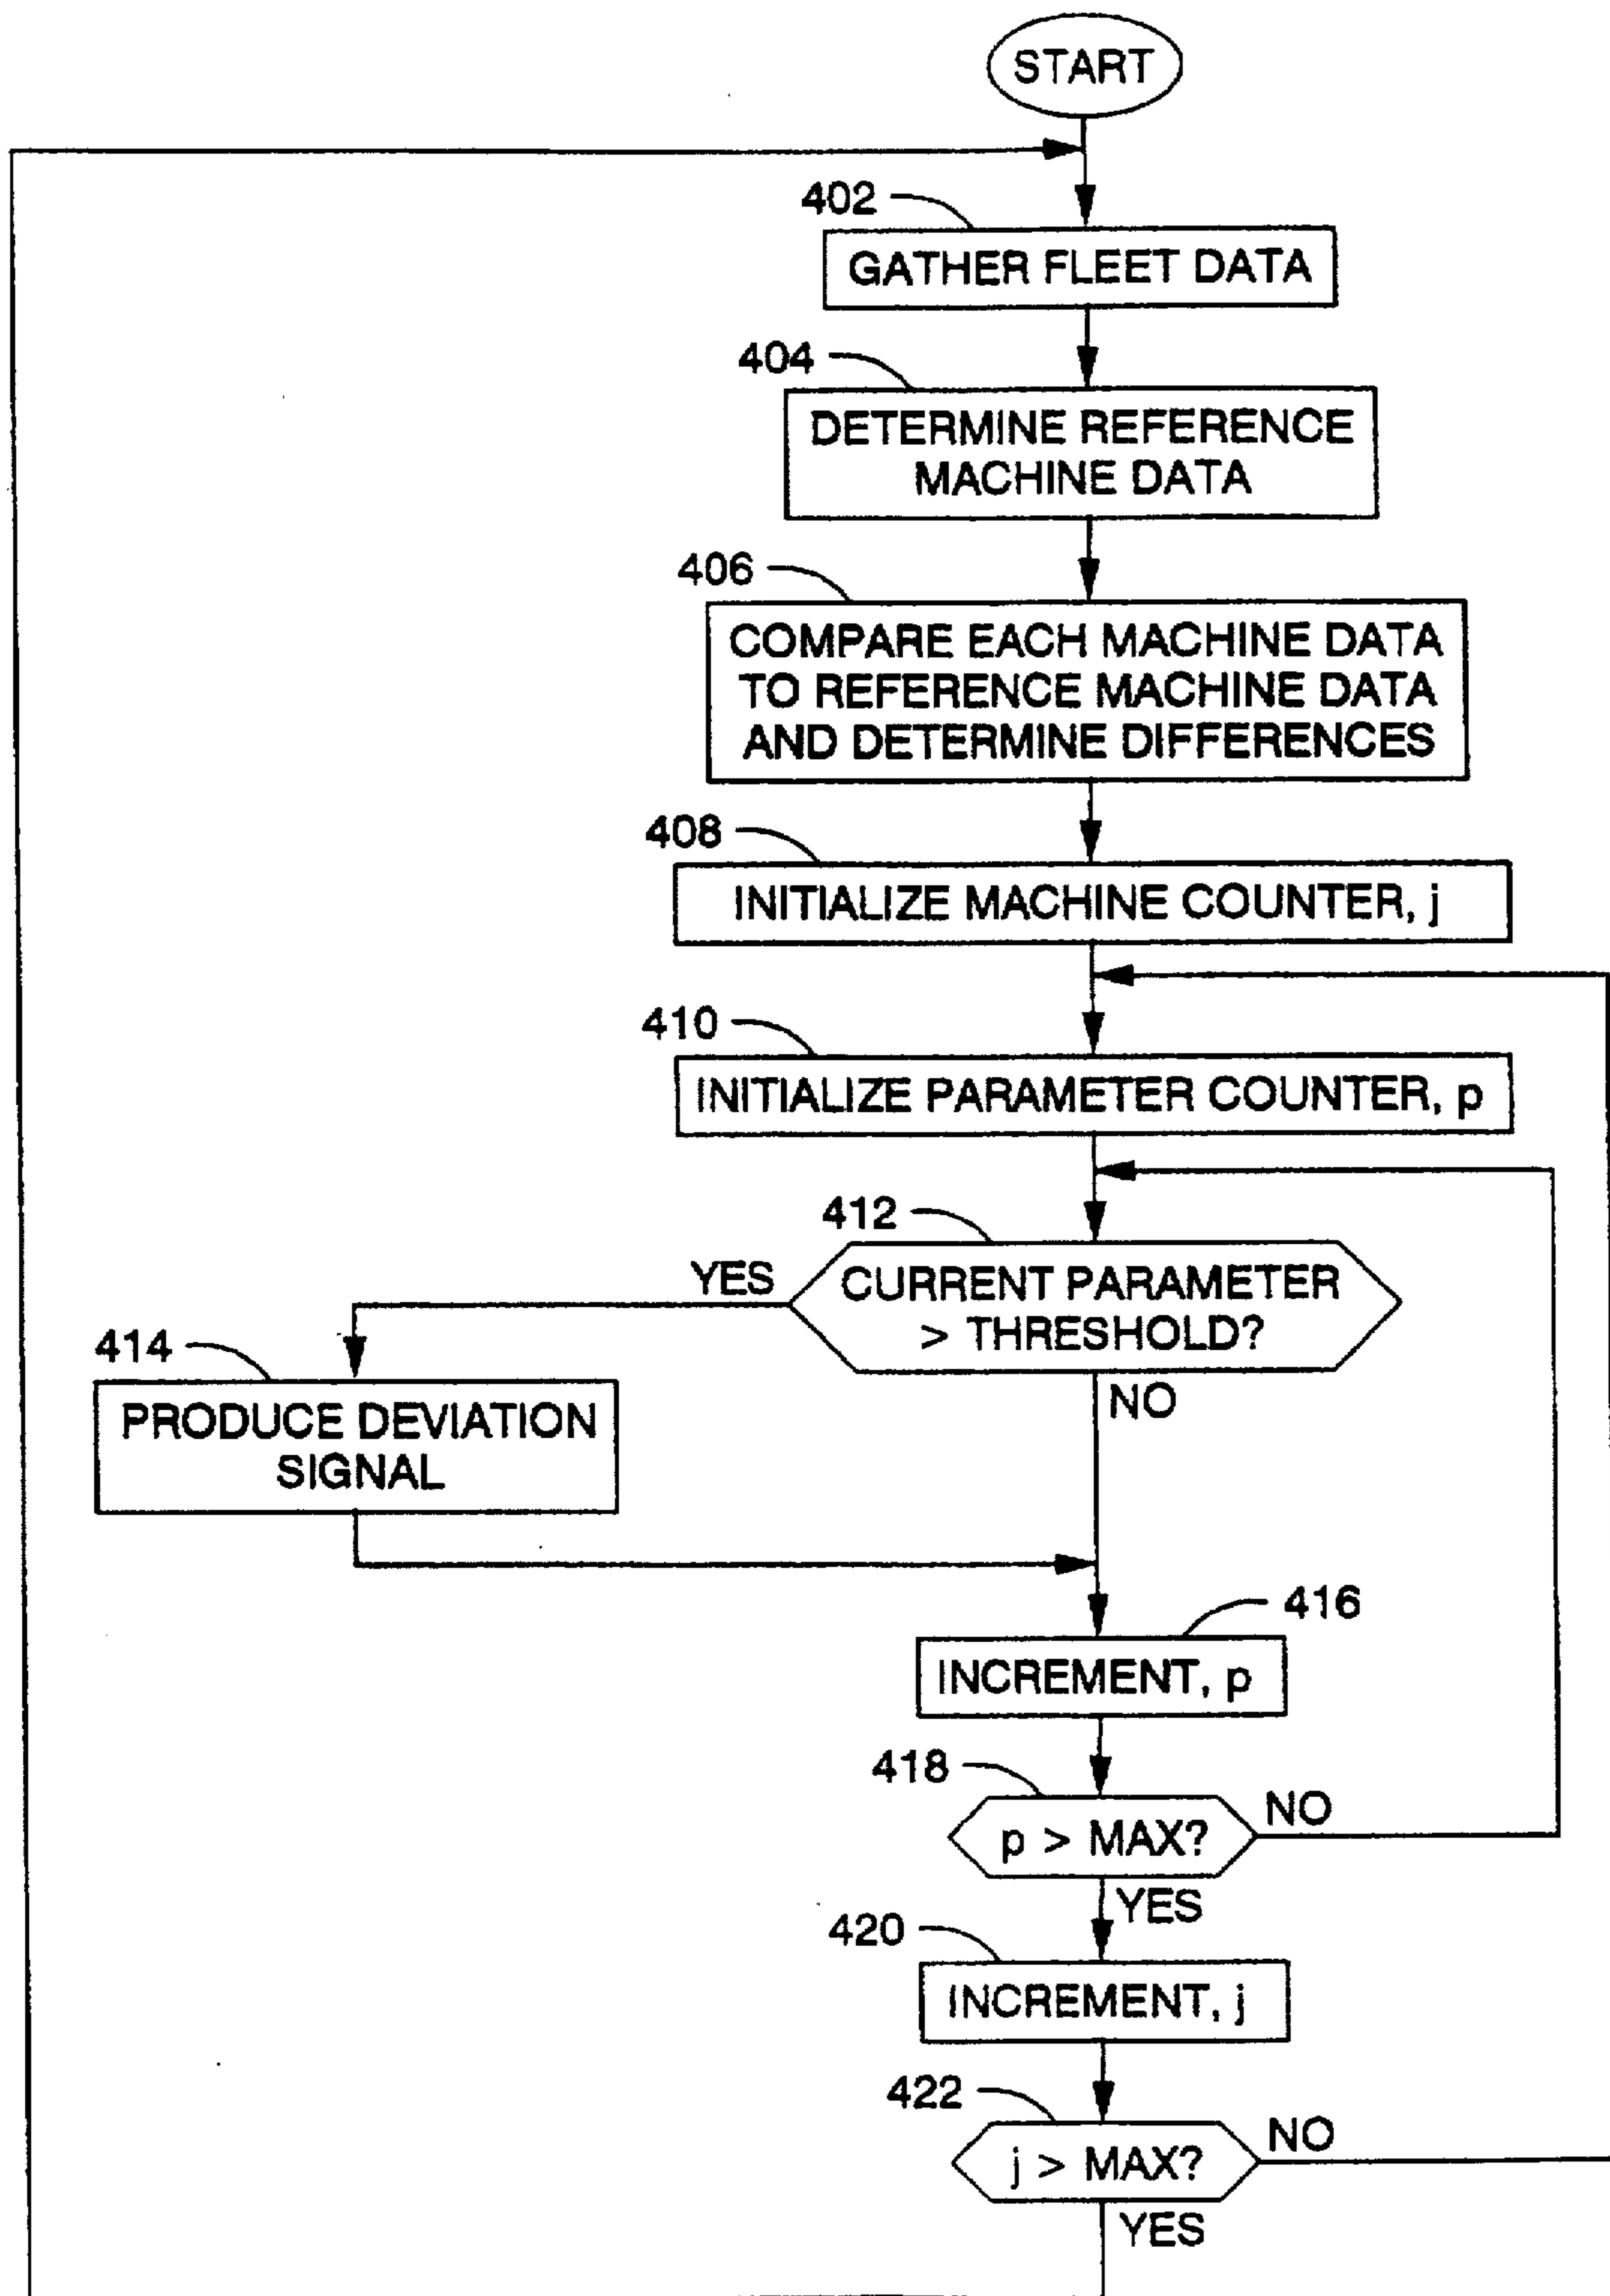 START
402
GATHER FLEET DATA
404
DETERMINE REFERENCE
MACHINE DATA
406
COMPARE EACH MACHINE DATA
TO REFERENCE MACHINE DATA
AND DETERMINE DIFFERENCES
408
INITIALIZE MACHINE COUNTER, j
410
INITIALIZE PARAMETER COUNTER, p
412
YES
CURRENT PARAMETER
> THRESHOLD?
414
NO
PRODUCE DEVIATION
SIGNAL
416
INCREMENT, p
418
NO
p > MAX?
YES
420
INCREMENT, j
422
NO
j > MAX?
YES